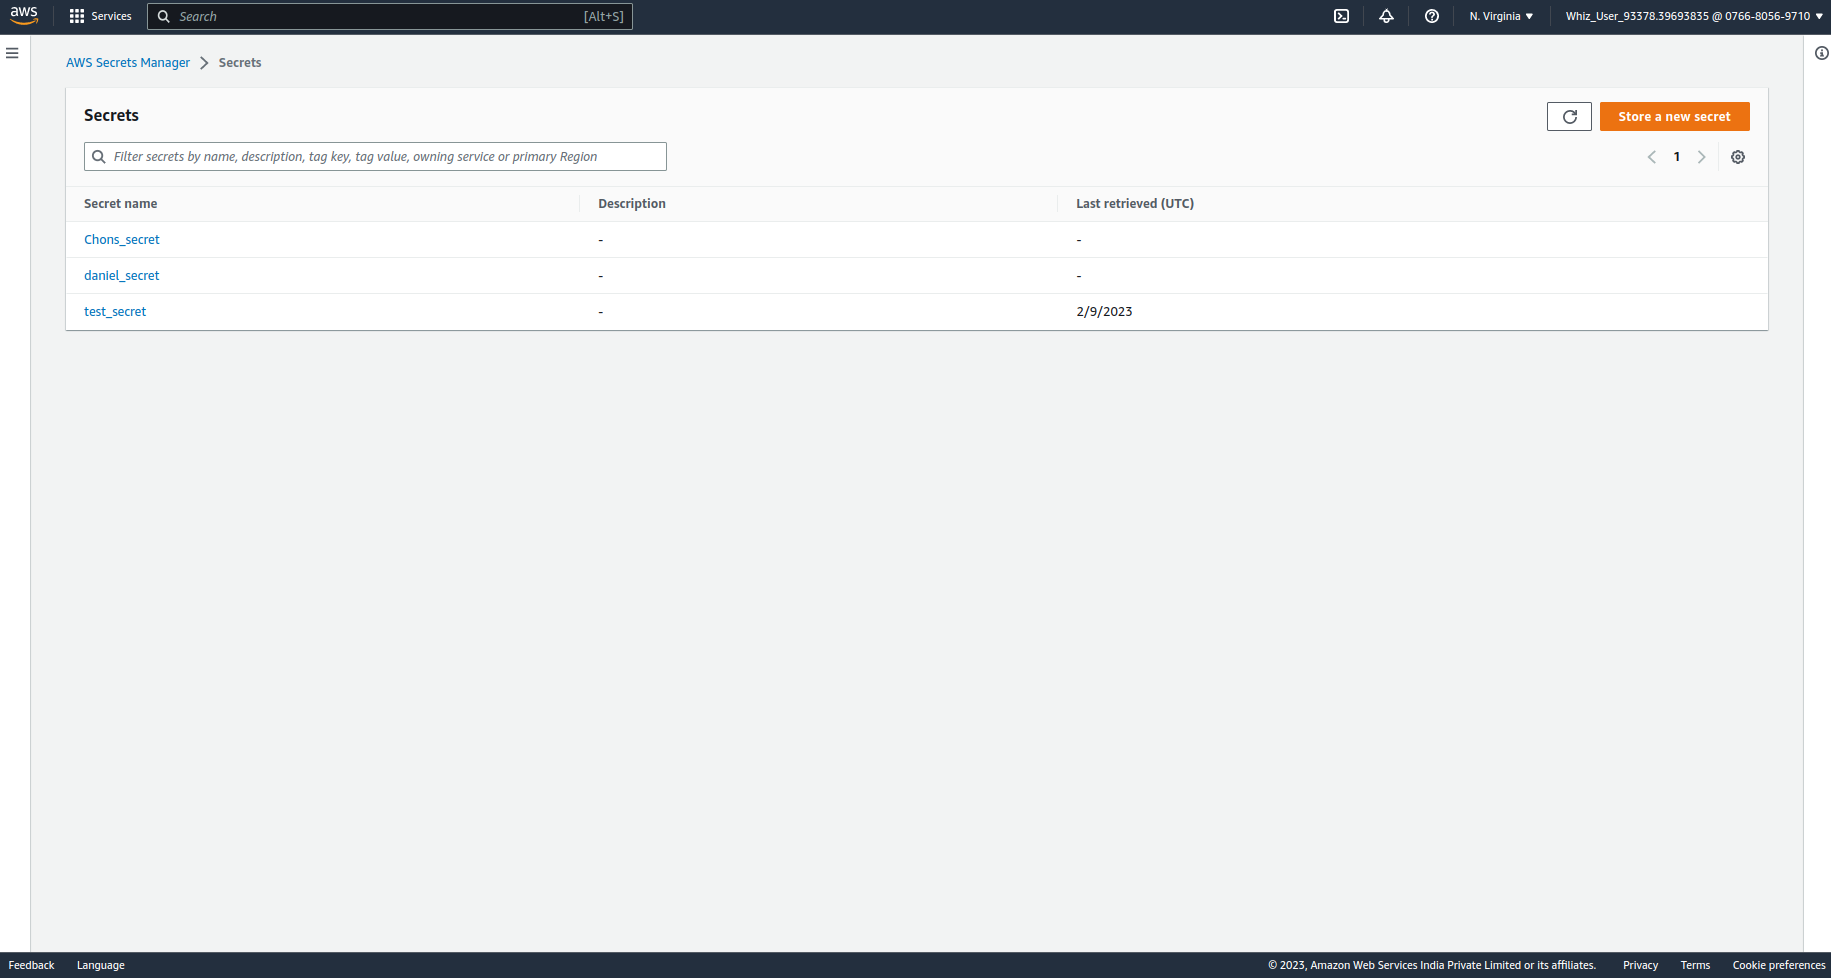 aws Services Search [Alt+S] N. Virginia Whiz_User_93378.39693835 @ 0766-8056-9710
AWS Secrets Manager Secrets
Secrets Store a new secret
Filter secrets by name, description, tag key, tag value, owning service or primary Region 1
Secret name Description Last retrieved (UTC)
Chons_secret - -
daniel_secret - -
test_secret - 2/9/2023
Feedback Language © 2023, Amazon Web Services India Private Limited or its affiliates. Privacy Terms Cookie preferences